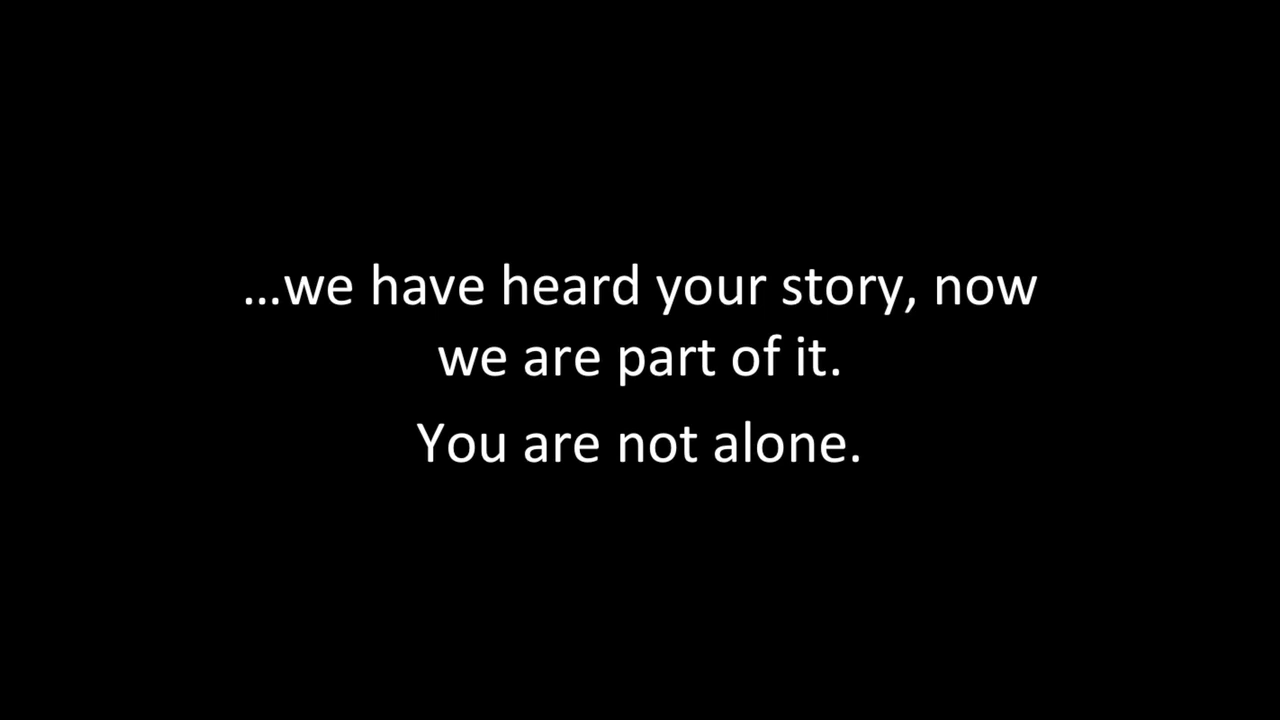 …we have heard your story, now
we are part of it.
You are not alone.